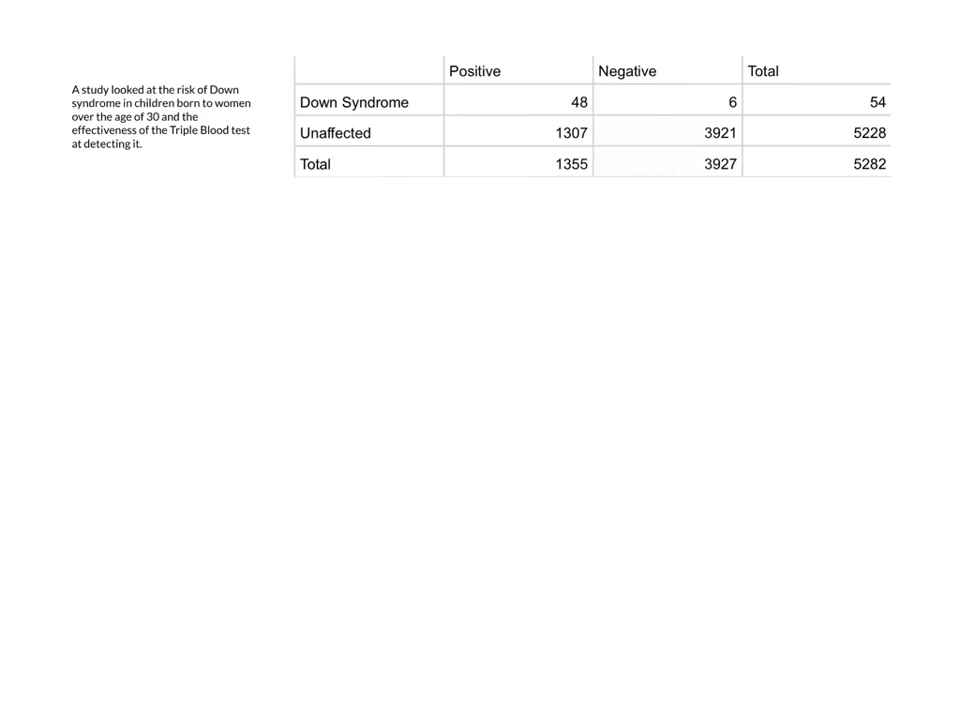 A study looked at the risk of Down
syndrome in children born to women
over the age of 30 and the
effectiveness of the Triple Blood test
at detecting it.
Positive Negative Total
Down Syndrome 48 6 54
Unaffected 1307 3921 5228
Total 1355 3927 5282